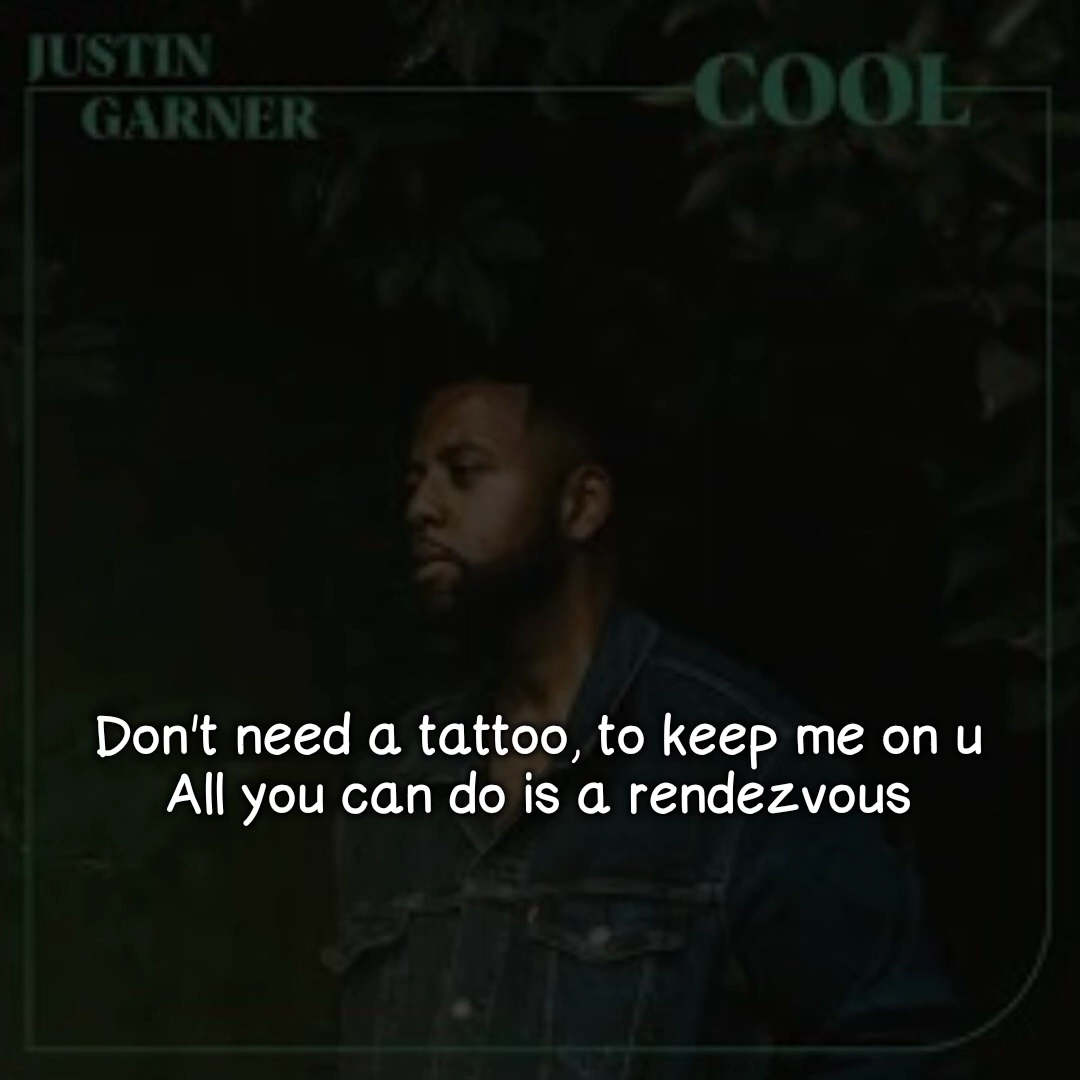 JUSTIN
GARNER
COOL
Don't need a tattoo, to keep me on u
All you can do is a rendezvous